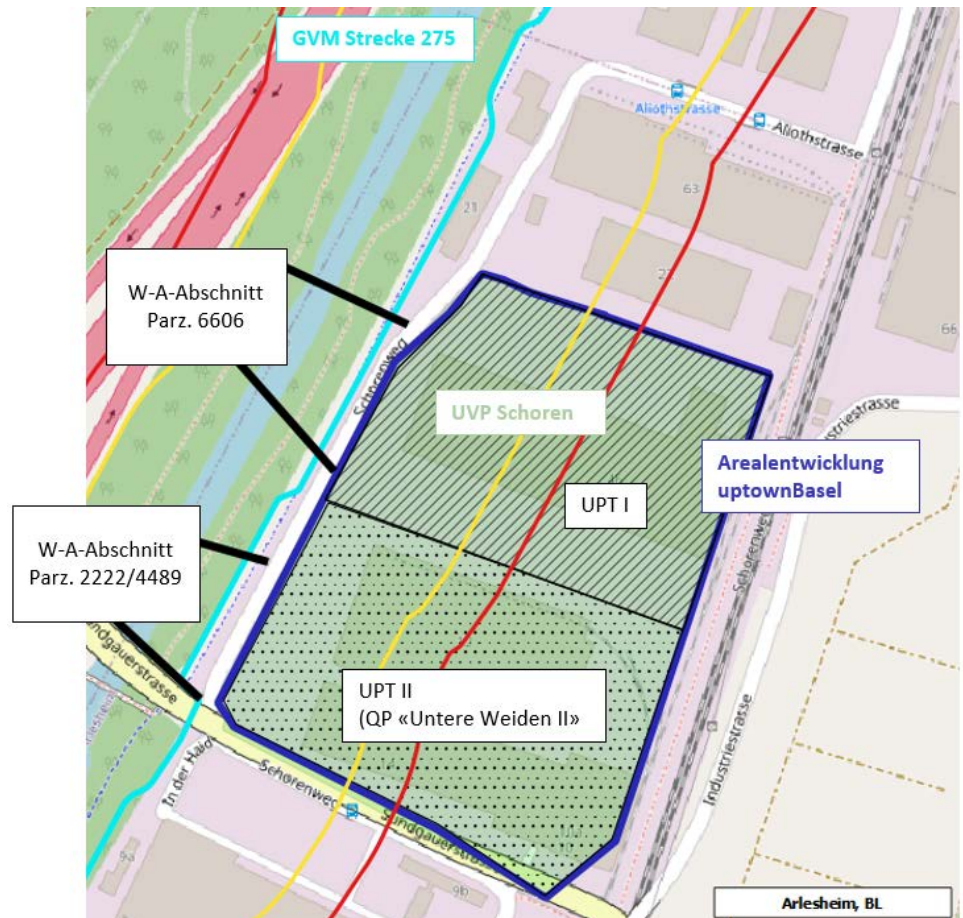 GVM Strecke 275
Aliothstrasse
Aliothstrasse
63
21
27
W-A-Abschnitt
Parz. 6606
Schorenweg
66
Industriestrasse
UVP Schoren
Arealentwicklung
uptownBasel
UPT I
Schorenweg
W-A-Abschnitt
Parz. 2222/4489
Sundgauerstrasse
UPT II
(QP «Untere Weiden II»
In der Haid
Schorenweg
Sundgauerstrasse
Industriestrasse
10
9a
9b
Arlesheim, BL